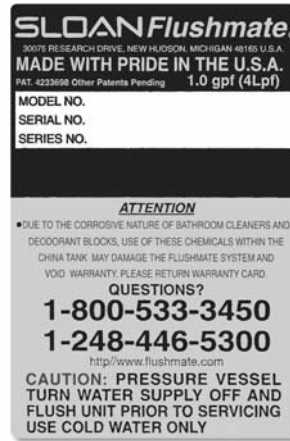 SLOAN Flushmate.
30075 RESEARCH DRIVE, NEW HUDSON, MICHIGAN 48165 U.S.A.
MADE WITH PRIDE IN THE U.S.A.
PAT. 4233698 Other Patents Pending 1.0 gpf (4Lpf)
MODEL NO.
SERIAL NO.
SERIES NO.
ATTENTION
•DUE TO THE CORROSIVE NATURE OF BATHROOM CLEANERS AND
DEODORANT BLOCKS, USE OF THESE CHEMICALS WITHIN THE
CHINA TANK MAY DAMAGE THE FLUSHMATE SYSTEM AND
VOID WARRANTY. PLEASE RETURN WARRANTY CARD.
QUESTIONS?
1-800-533-3450
1-248-446-5300
http//www.flushmate.com
CAUTION: PRESSURE VESSEL
TURN WATER SUPPLY OFF AND
FLUSH UNIT PRIOR TO SERVICING
USE COLD WATER ONLY